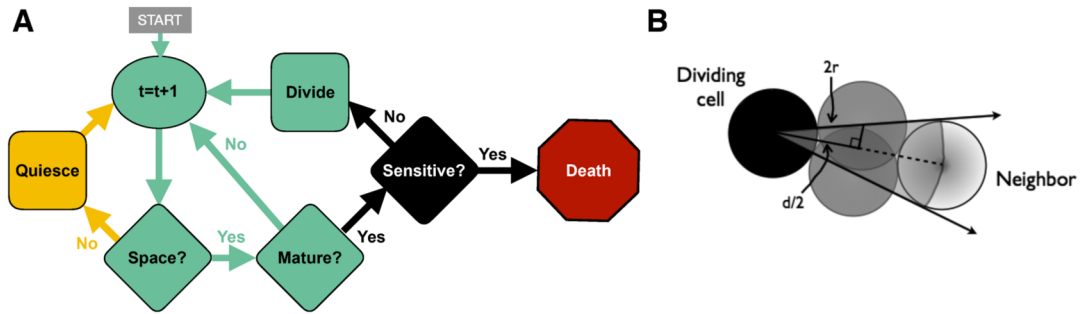 A
START
t=t+1
Divide
No
No
Quiesce
Sensitive?
Yes
Death
No
Space?
Yes
Mature?
Yes
B
Dividing
cell
2r
d/2
Neighbor